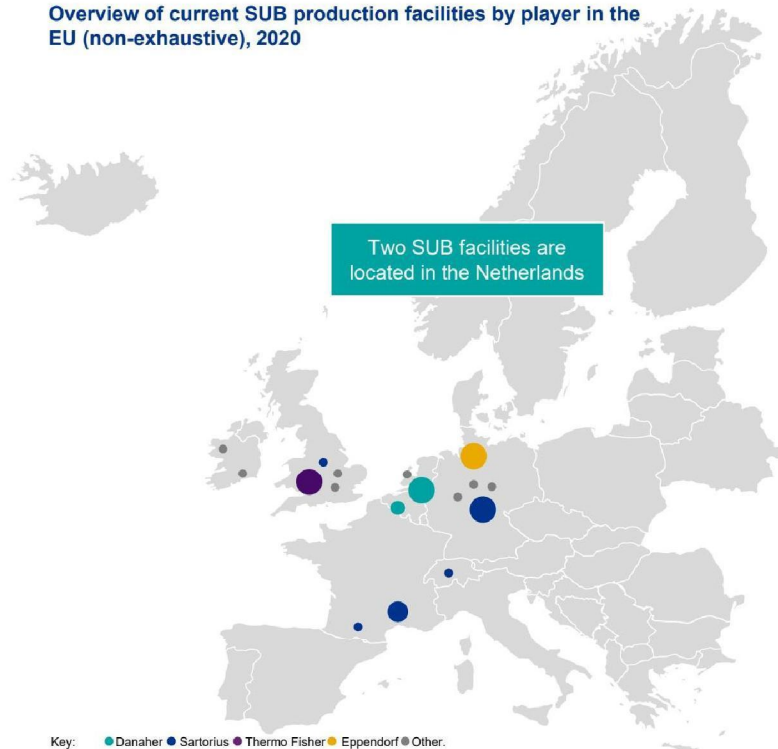 Overview of current SUB production facilities by player in the
EU (non-exhaustive), 2020
Two SUB facilities are
located in the Netherlands
Key: Danaher Sartorius Thermo Fisher Eppendorf Other.